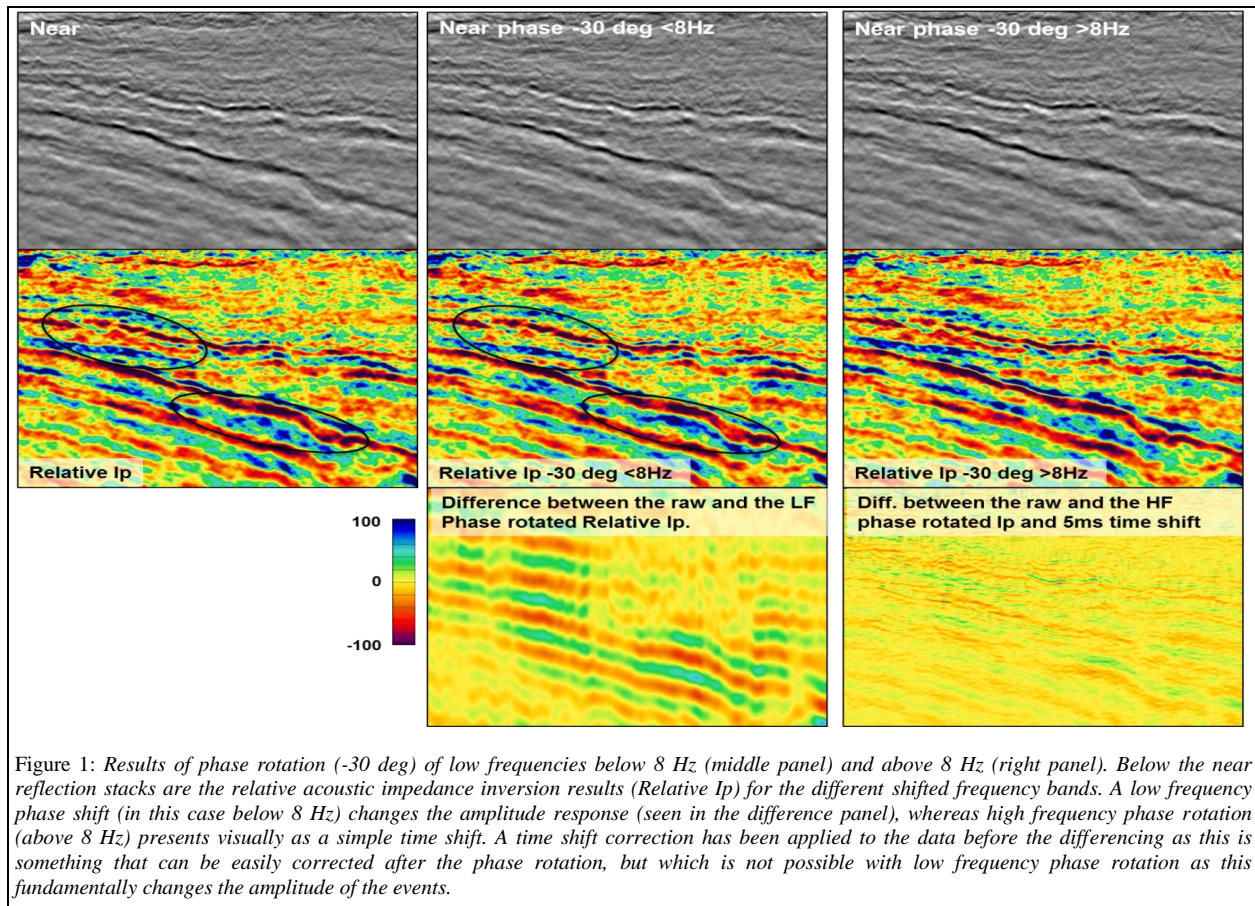 Near
Near phase -30 deg <8Hz
Near phase -30 deg >8Hz
Relative Ip
Relative Ip -30 deg <8Hz
Relative Ip -30 deg >8Hz
Difference between the raw and the LF
Phase rotated Relative Ip.
Diff. between the raw and the HF
phase rotated Ip and 5ms time shift
100
0
-100
Figure 1: Results of phase rotation (-30 deg) of low frequencies below 8 Hz (middle panel) and above 8 Hz (right panel). Below the near
reflection stacks are the relative acoustic impedance inversion results (Relative Ip) for the different shifted frequency bands. A low frequency
phase shift (in this case below 8 Hz) changes the amplitude response (seen in the difference panel), whereas high frequency phase rotation
(above 8 Hz) presents visually as a simple time shift. A time shift correction has been applied to the data before the differencing as this is
something that can be easily corrected after the phase rotation, but which is not possible with low frequency phase rotation as this
fundamentally changes the amplitude of the events.